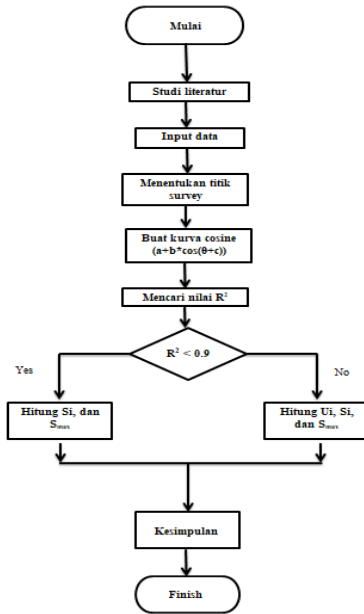 Mulai
Studi literatur
Input data
Menentukan titik
survey
Buat kurva cosine
(a+b*cos(θ+c))
Mencari nilai R²
R² < 0.9
Yes
No
Hitung Si, dan
Smax
Hitung Ui, Si,
dan Smax
Kesimpulan
Finish